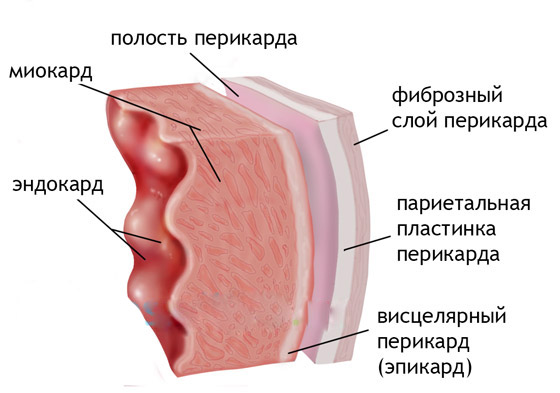 полость перикарда
миокард
эндокард
фиброзный
слой перикарда
париетальная
пластинка
перикарда
висцелярный
перикард
(эпикард)